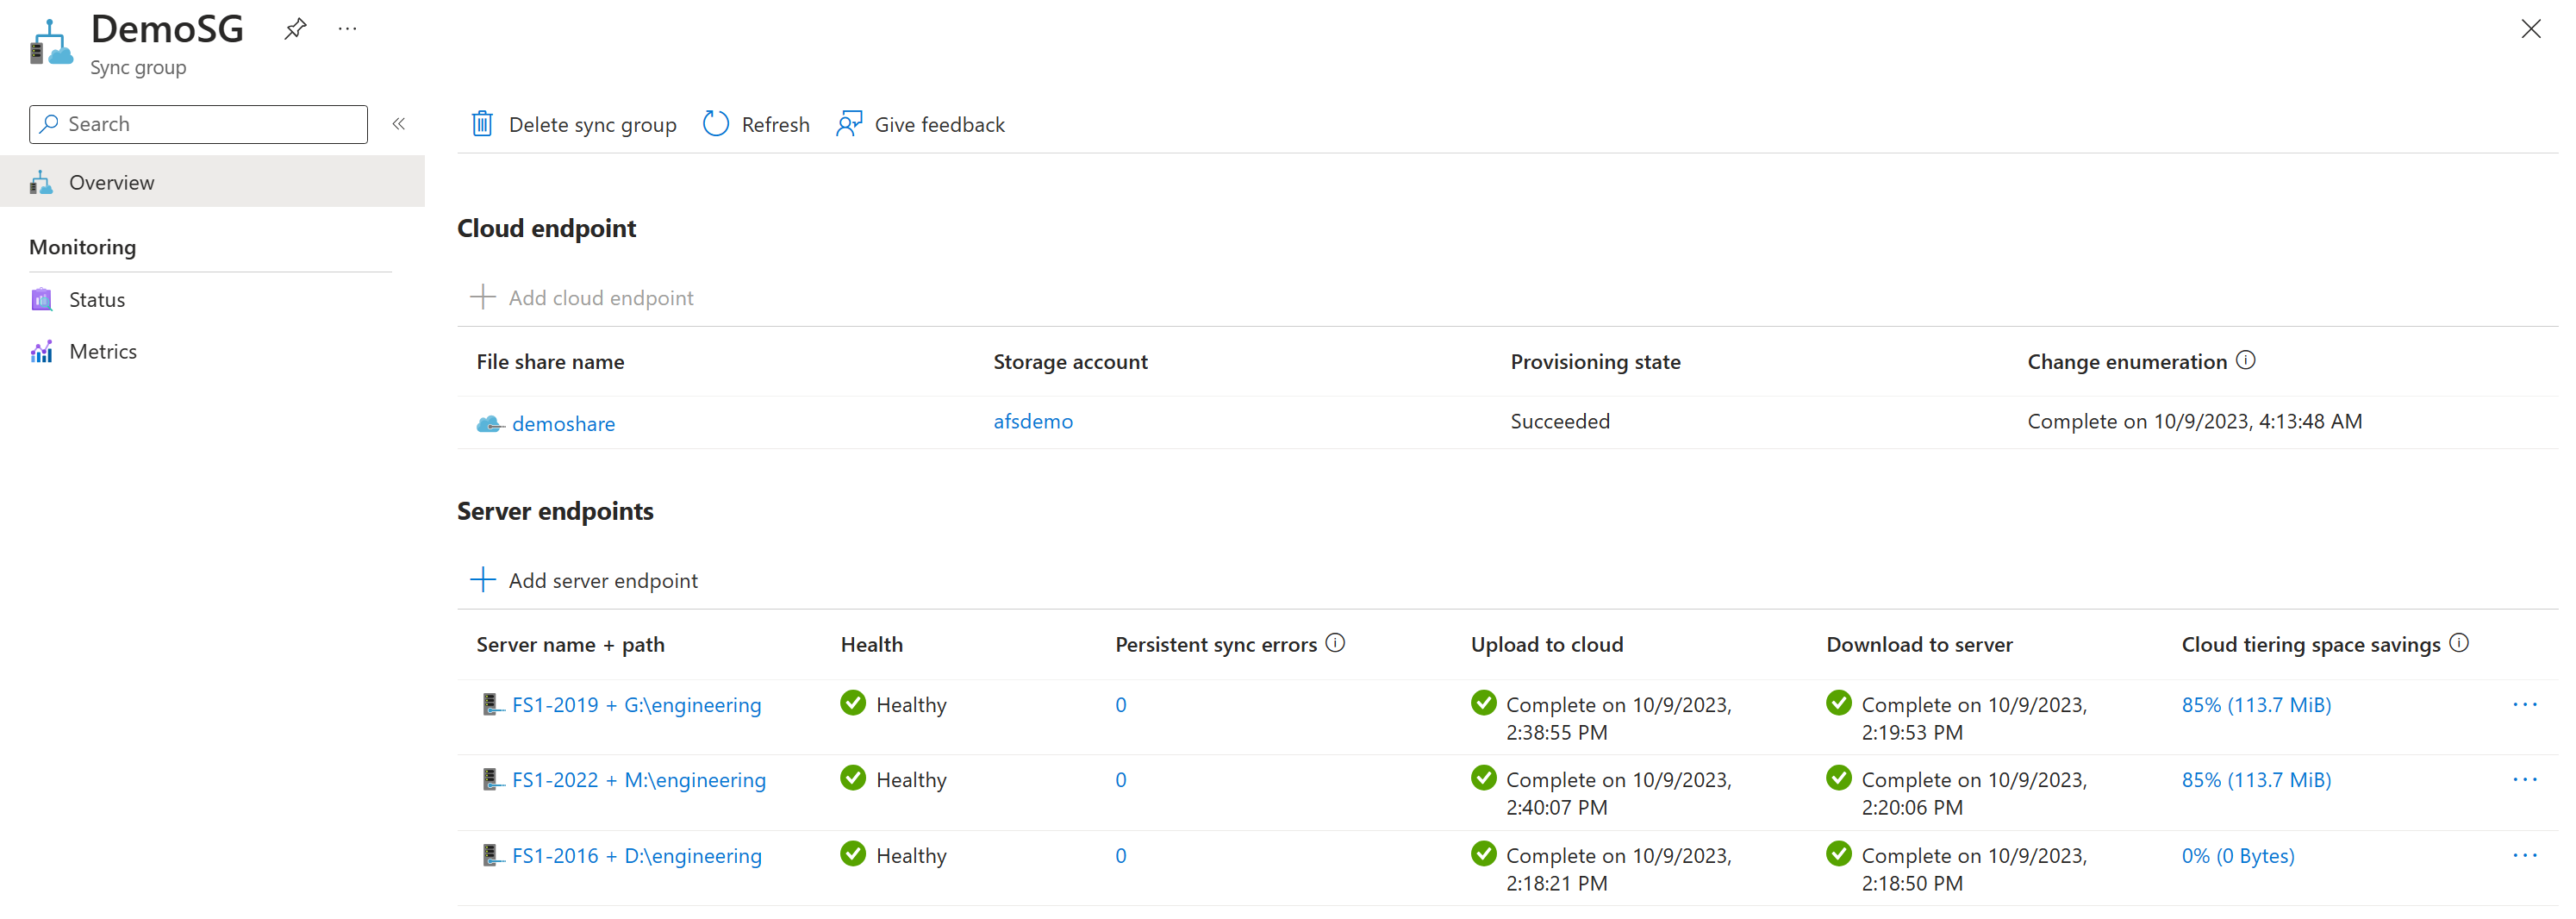 DemoSG
Sync group
Search
Overview
Monitoring
Status
Metrics
Delete sync group Refresh Give feedback
Cloud endpoint
Add cloud endpoint
File share name Storage account Provisioning state Change enumeration
demoshare afsdemo Succeeded Complete on 10/9/2023, 4:13:48 AM
Server endpoints
Add server endpoint
Server name + path Health Persistent sync errors Upload to cloud Download to server Cloud tiering space savings
FS1-2019 + G:\engineering Healthy 0 Complete on 10/9/2023, Complete on 10/9/2023, 85% (113.7 MiB)
2:38:55 PM 2:19:53 PM
FS1-2022 + M:\engineering Healthy 0 Complete on 10/9/2023, Complete on 10/9/2023, 85% (113.7 MiB)
2:40:07 PM 2:20:06 PM
FS1-2016 + D:\engineering Healthy 0 Complete on 10/9/2023, Complete on 10/9/2023, 0% (0 Bytes)
2:18:21 PM 2:18:50 PM